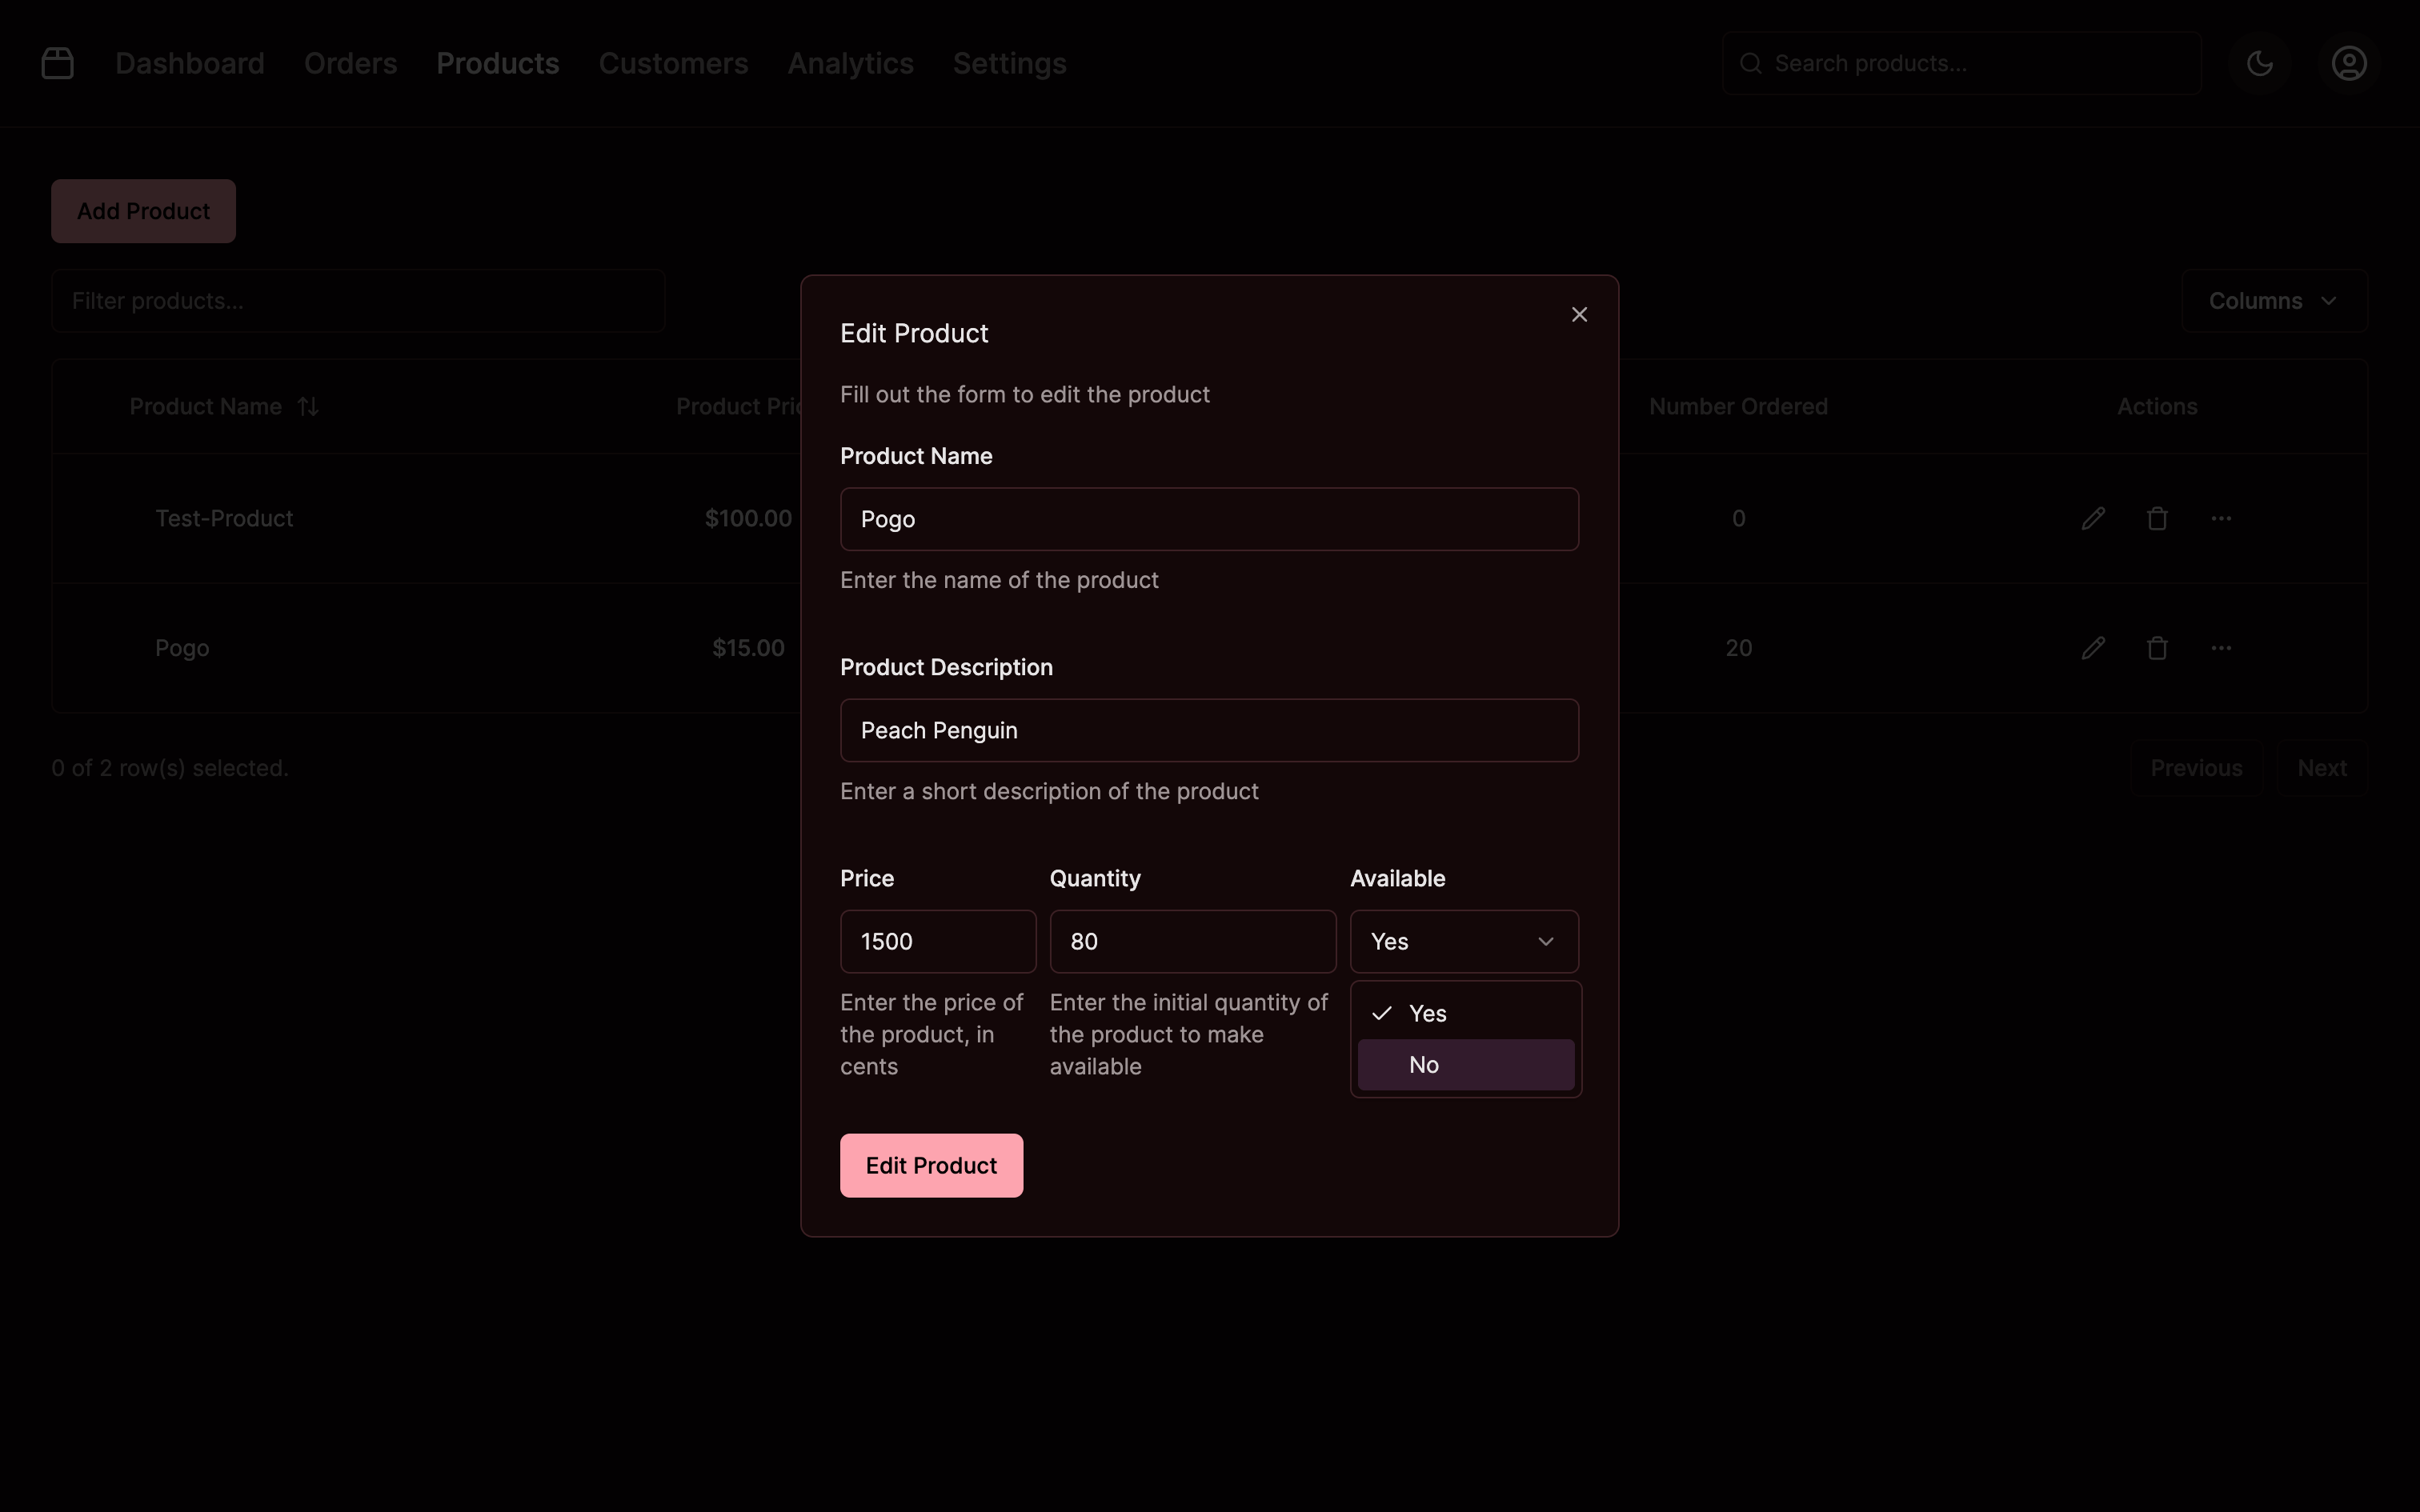 Dashboard Orders Products Customers Analytics Settings Search products...
Add Product
Filter products...
Columns
Product Name Product Pric Number Ordered Actions
Test-Product $100.00 0
Pogo $15.00 20
0 of 2 row(s) selected.
Previous Next
Edit Product
Fill out the form to edit the product
Product Name
Pogo
Enter the name of the product
Product Description
Peach Penguin
Enter a short description of the product
Price Quantity Available
1500 80 Yes
Enter the price of
the product, in
cents
Enter the initial quantity of
the product to make
available
Yes
No
Edit Product